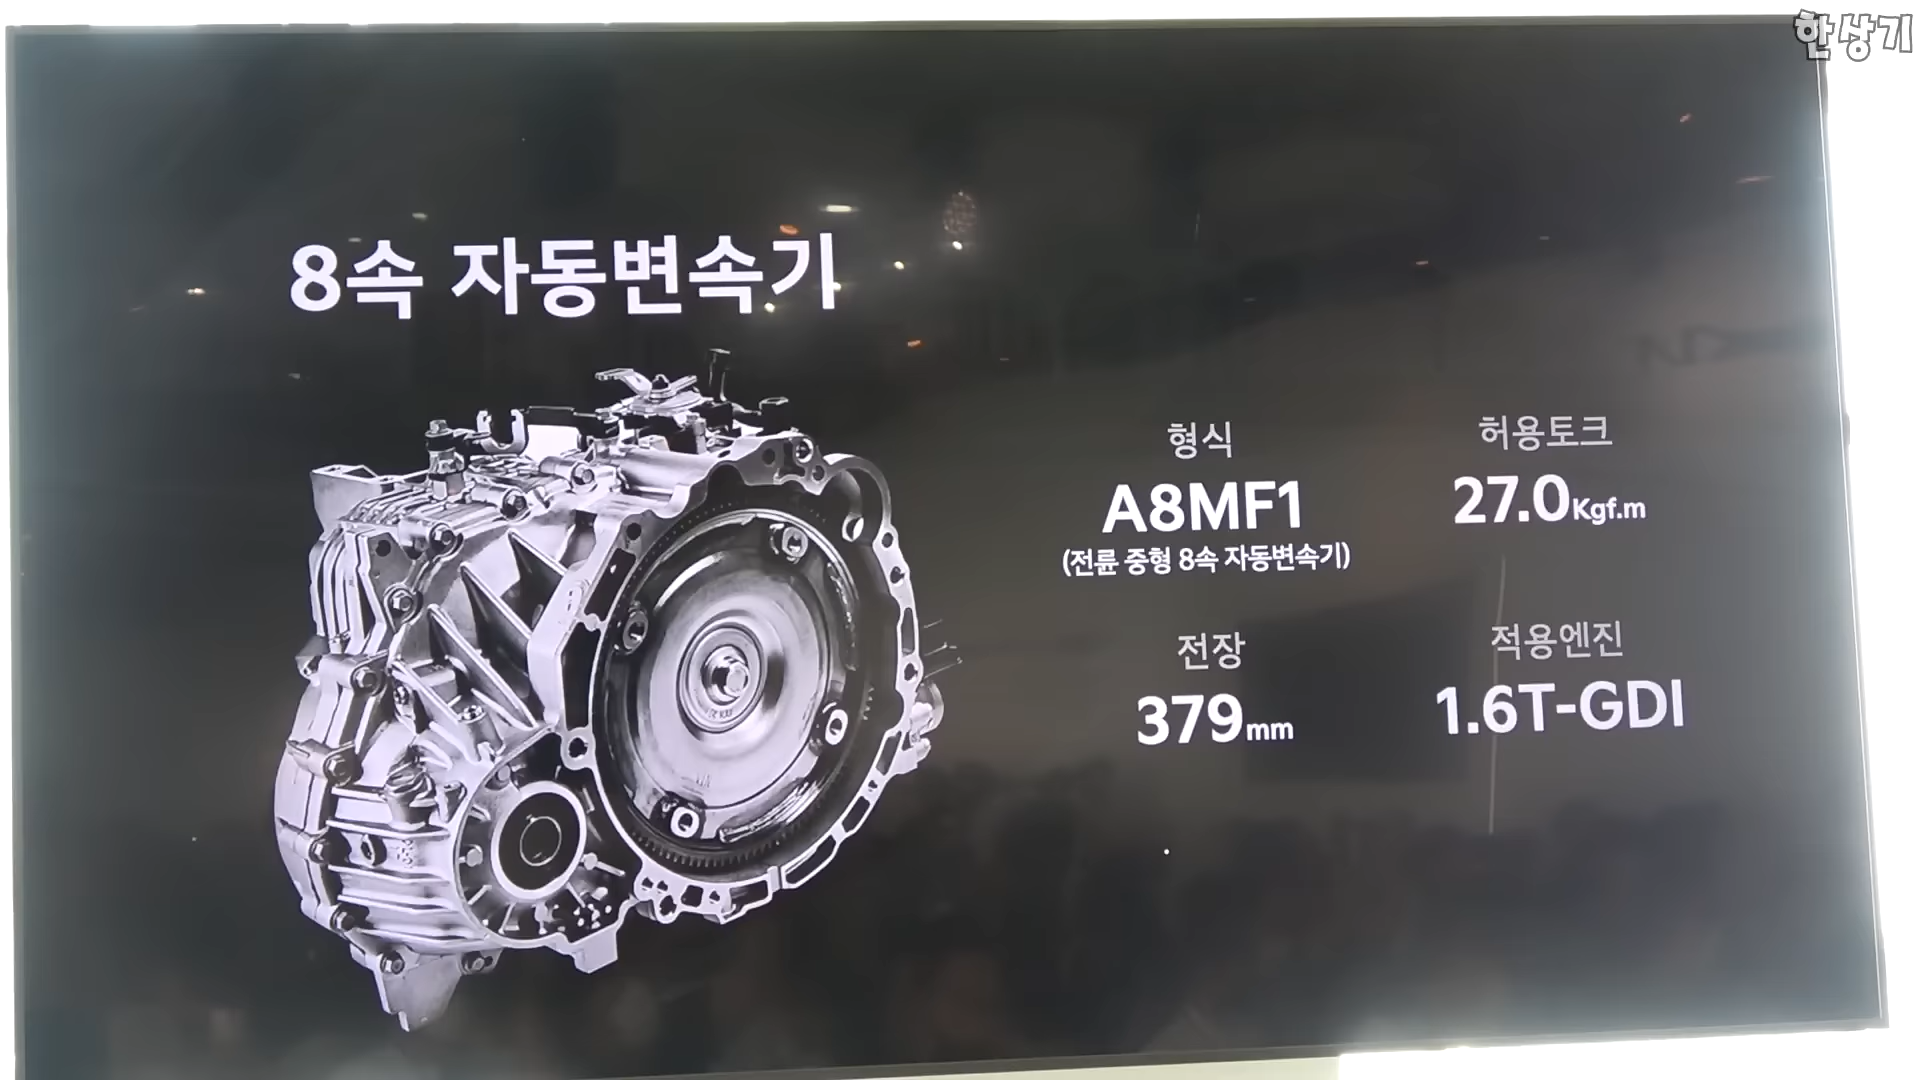 한상기
8속 자동변속기
형식
A8MF1
(전륜 중형 8속 자동변속기)
허용토크
27.0Kgf.m
전장
379mm
적용엔진
1.6T-GDI